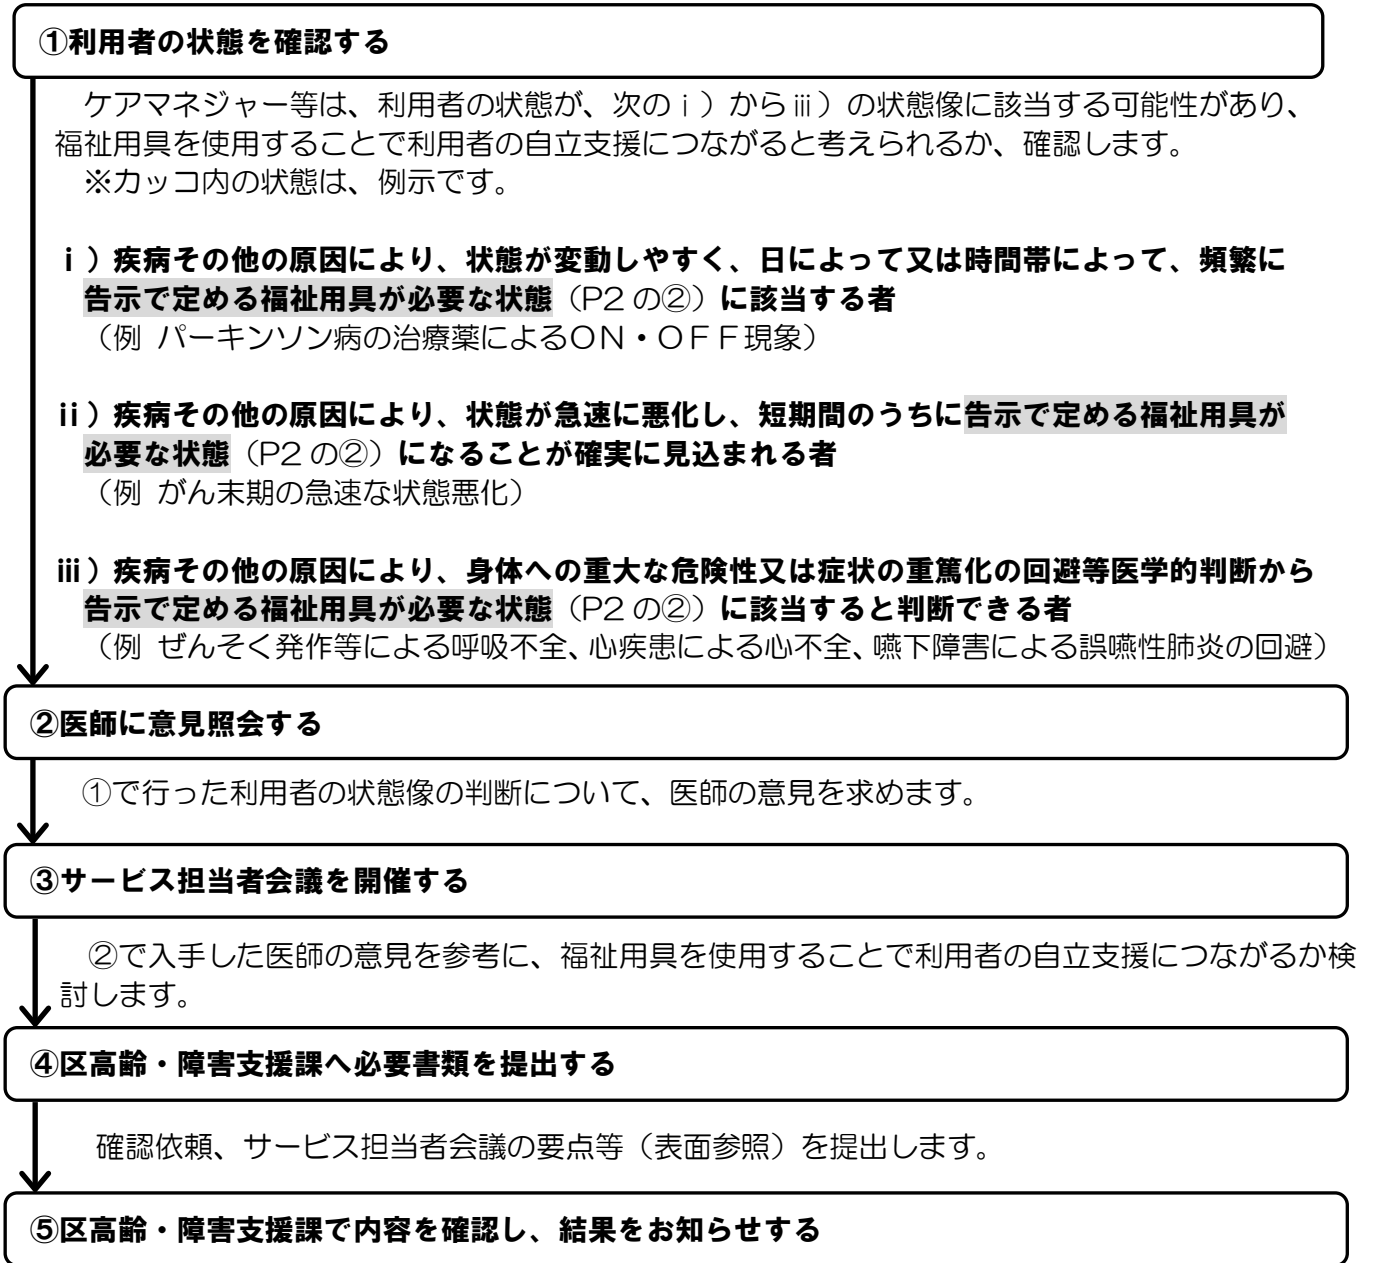 ①利用者の状態を確認する
ケアマネジャー等は、利用者の状態が、次のⅰ）からⅲ）の状態像に該当する可能性があり、
福祉用具を使用することで利用者の自立支援につながると考えられるか、確認します。
※カッコ内の状態は、例示です。
ⅰ）疾病その他の原因により、状態が変動しやすく、日によって又は時間帯によって、頻繁に
告示で定める福祉用具が必要な状態（P2 の②）に該当する者
（例 パーキンソン病の治療薬によるＯＮ・ＯＦＦ現象）
ⅱ）疾病その他の原因により、状態が急速に悪化し、短期間のうちに告示で定める福祉用具が
必要な状態（P2 の②）になることが確実に見込まれる者
（例 がん末期の急速な状態悪化）
ⅲ）疾病その他の原因により、身体への重大な危険性又は症状の重篤化の回避等医学的判断から
告示で定める福祉用具が必要な状態（P2 の②）に該当すると判断できる者
（例 ぜんそく発作等による呼吸不全、心疾患による心不全、嚥下障害による誤嚥性肺炎の回避）
②医師に意見照会する
①で行った利用者の状態像の判断について、医師の意見を求めます。
③サービス担当者会議を開催する
②で入手した医師の意見を参考に、福祉用具を使用することで利用者の自立支援につながるか検
討します。
④区高齢・障害支援課へ必要書類を提出する
確認依頼、サービス担当者会議の要点等（表面参照）を提出します。
⑤区高齢・障害支援課で内容を確認し、結果をお知らせする